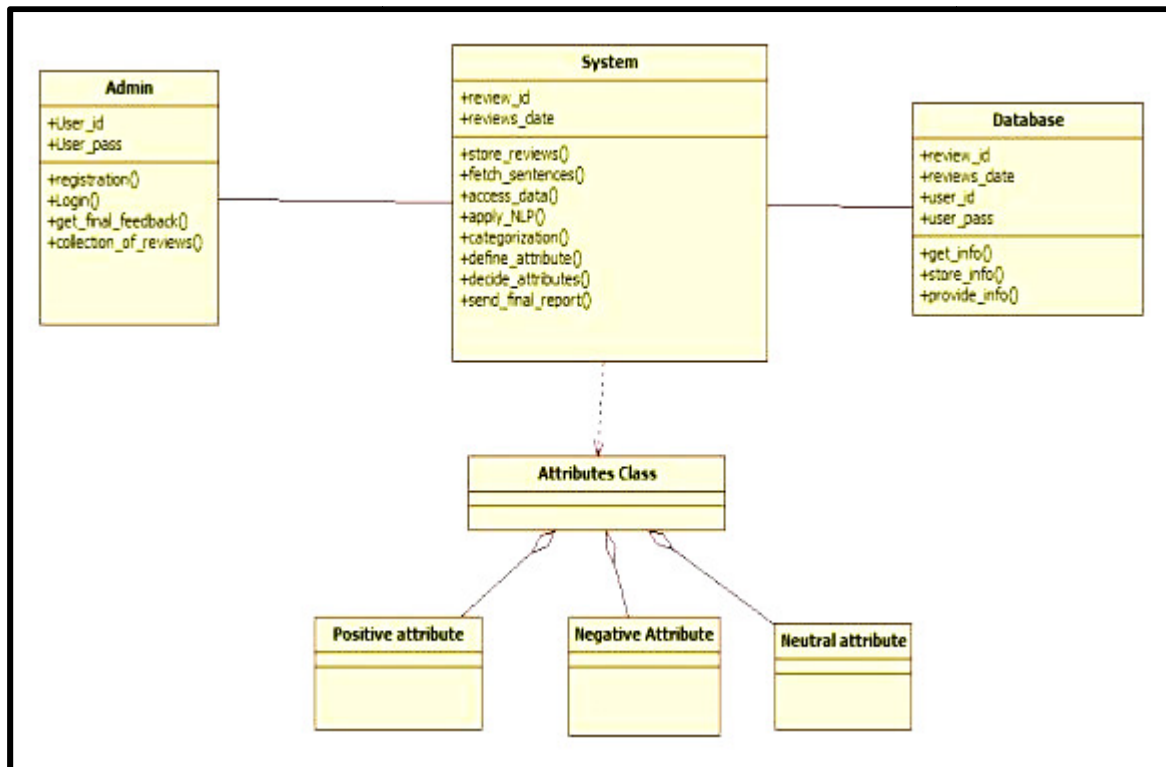 Admin
+User_id
+User_pass
+registration()
+Login()
+get_final_feedback()
+collection_of_reviews()
System
+review_id
+reviews_date
+store_reviews()
+fetch_sentences()
+access_data()
+apply_NLP()
+categorization()
+define_attribute()
+decide_attributes()
+send_final_report()
Database
+review_id
+reviews_date
+user_id
+user_pass
+get_info()
+store_info()
+provide_info()
Attributes Class
Positive attribute
Negative Attribute
Neutral attribute